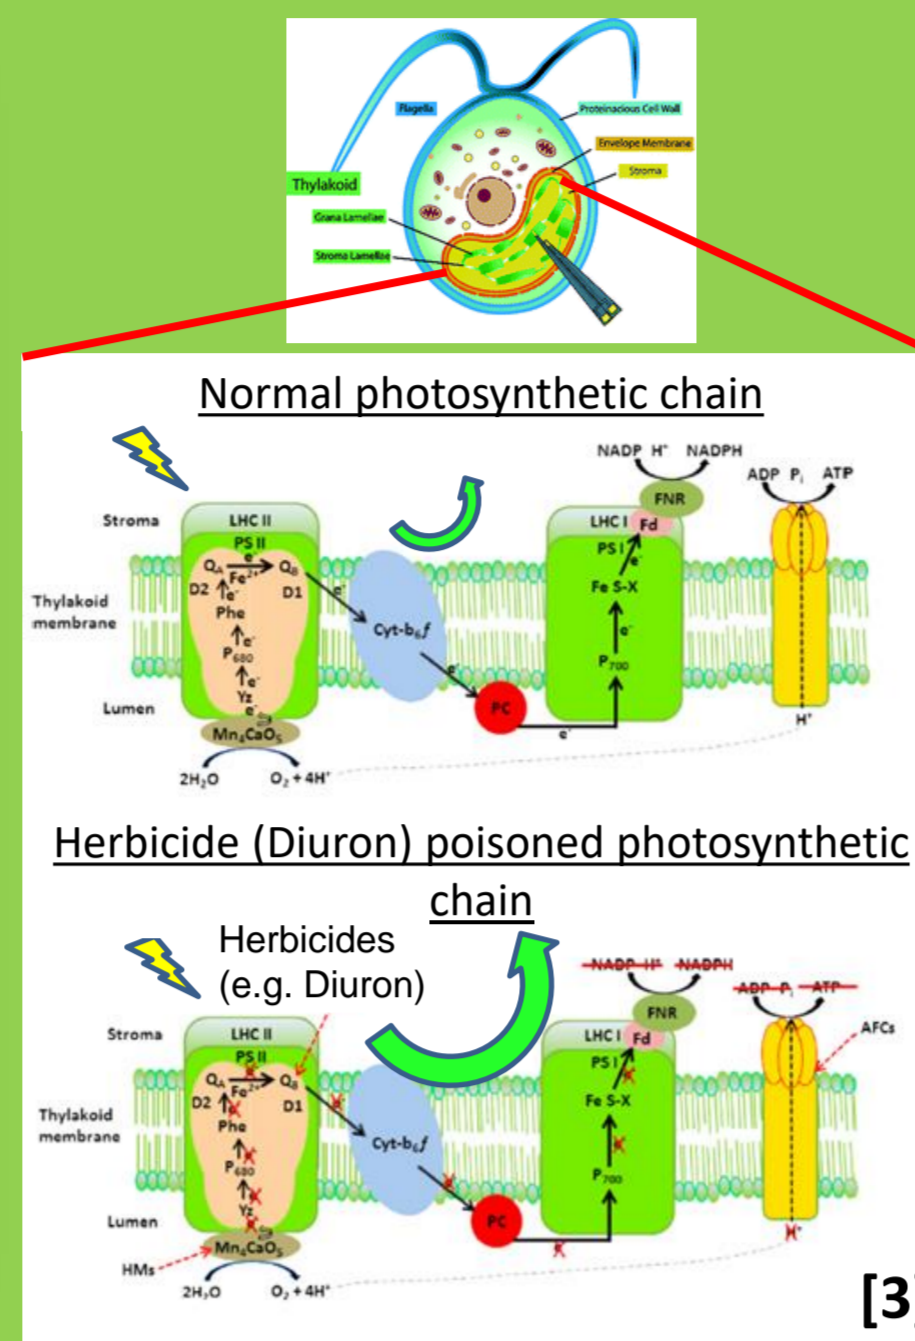 Flagella
Proteinacious Cell Wall
Envelope Membrane
Stroma
Thylakoid
Grana Lamellae
Stroma Lamellae
Normal photosynthetic chain
NADP H⁺ NADPH
ADP Pᵢ ATP
FNR
Stroma
LHC II
LHC I Fd
PS II
PS I
e⁻
e⁻
Q_A Fe²⁺ Q_B
D2 e⁻ D1
e⁻
Fe S-X
Thylakoid
membrane
Phe
Cyt-b₆f
e⁻
e⁻
P₆₈₀
P₇₀₀
e⁻
e⁻
Lumen
Yz
PC
e⁻
e⁻
H⁺
Mn₄CaO₅
2H₂O O₂ + 4H⁺
Herbicide (Diuron) poisoned photosynthetic
chain
Herbicides
(e.g. Diuron)
NADP H⁺ NADPH
ADP Pᵢ ATP
FNR
Stroma
LHC II
LHC I Fd
AFCs
PS II
PS I
Q_A Fe²⁺ Q_B
D2 D1
Fe S-X
Thylakoid
membrane
Phe
Cyt-b₆f
P₆₈₀
P₇₀₀
Lumen
Yz
PC
H⁺
Mn₄CaO₅
HMs
2H₂O O₂ + 4H⁺
[3]